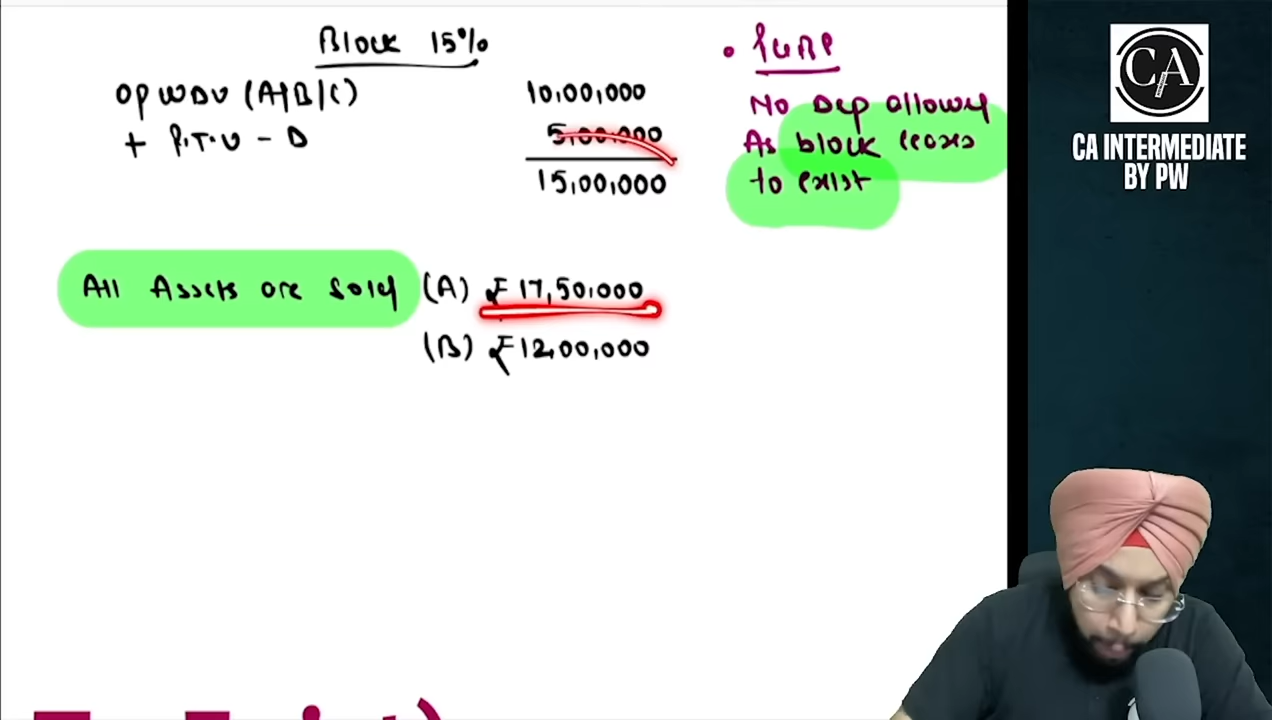 Block 15%
OP WDV (A/B/C) 10,00,000
+ P.T.U - D 5,00,000
15,00,000
• PGBP
No Dep allowed
As block ceases
to exist
All Assets are sold (A) ₹ 17,50,000
(B) ₹ 12,00,000
CA
CA INTERMEDIATE
BY PW